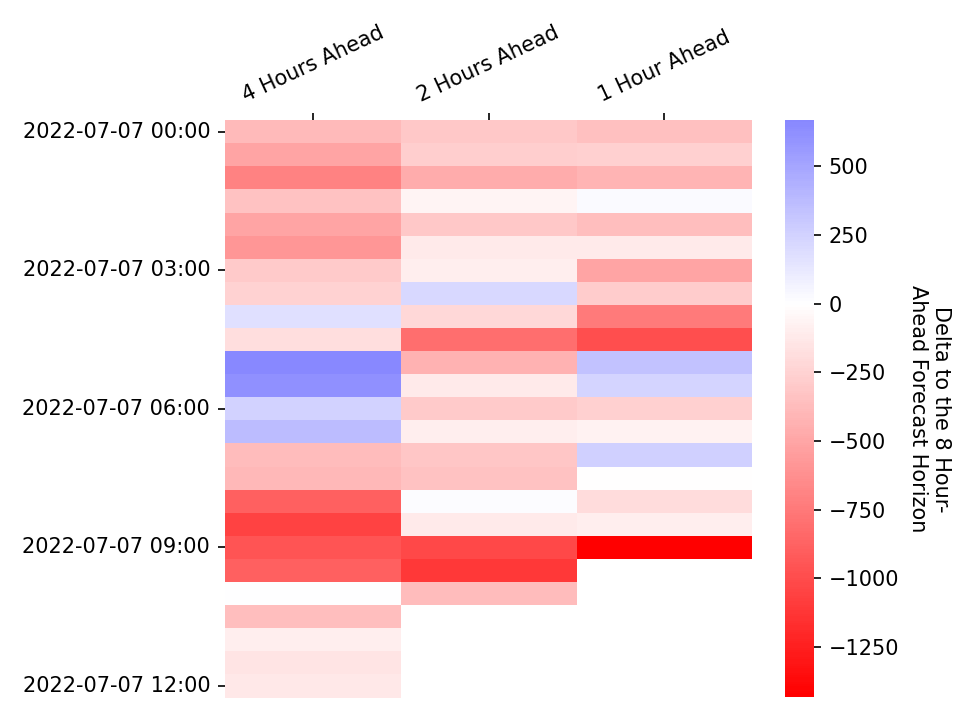 4 Hours Ahead
2 Hours Ahead
1 Hour Ahead
2022-07-07 00:00
2022-07-07 03:00
2022-07-07 06:00
2022-07-07 09:00
2022-07-07 12:00
500
250
0
−250
−500
−750
−1000
−1250
Delta to the 8 Hour-
Ahead Forecast Horizon